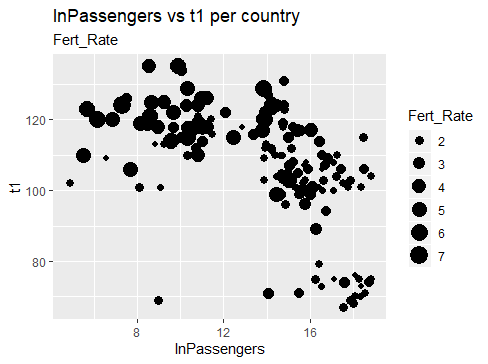 lnPassengers vs t1 per country
Fert_Rate
t1
120
100
80
8
12
16
lnPassengers
Fert_Rate
2
3
4
5
6
7